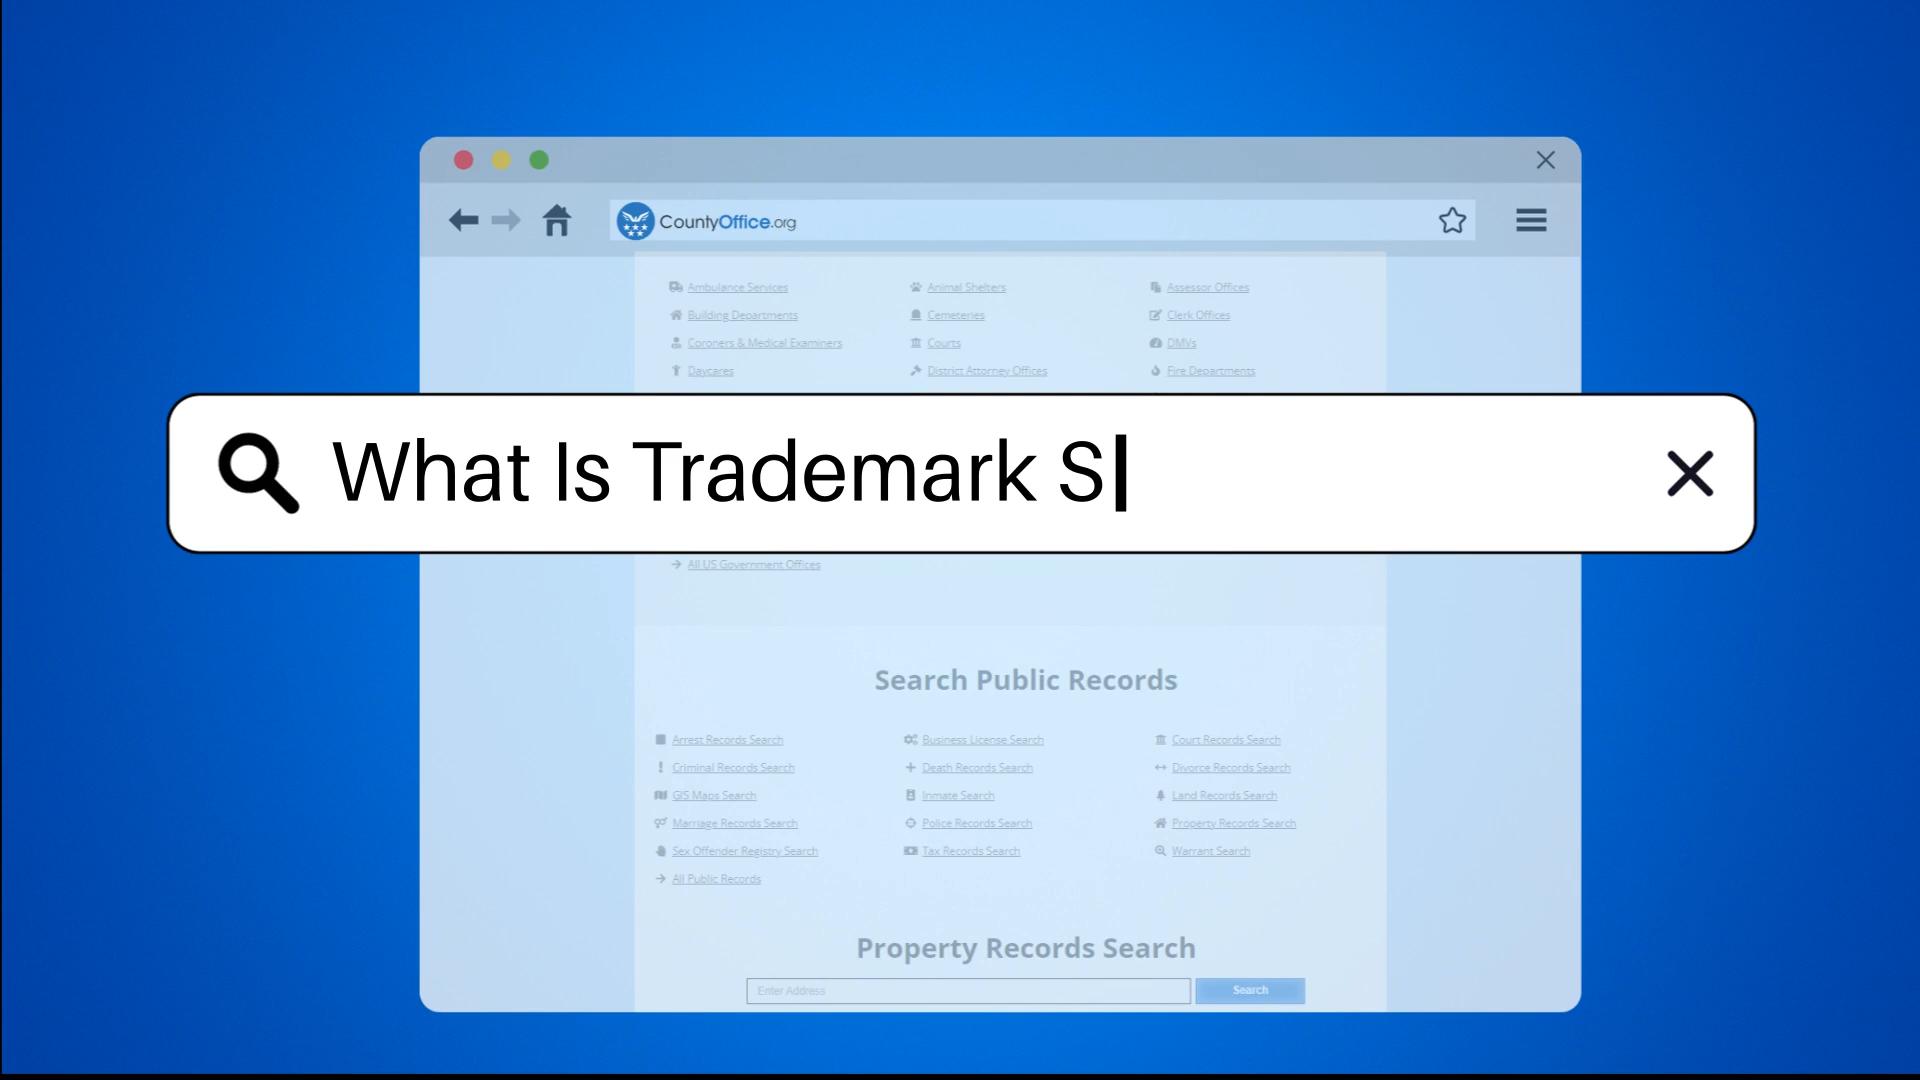 CountyOffice.org
Ambulance Services Animal Shelters Assessor Offices
Building Departments Cemeteries Clerk Offices
Coroners & Medical Examiners Courts DMVs
Daycares District Attorney Offices Fire Departments
What Is Trademark S
All US Government Offices
Search Public Records
Arrest Records Search Business License Search Court Records Search
Criminal Records Search Death Records Search Divorce Records Search
GIS Maps Search Inmate Search Land Records Search
Marriage Records Search Police Records Search Property Records Search
Sex Offender Registry Search Tax Records Search Warrant Search
All Public Records
Property Records Search
Enter Address Search